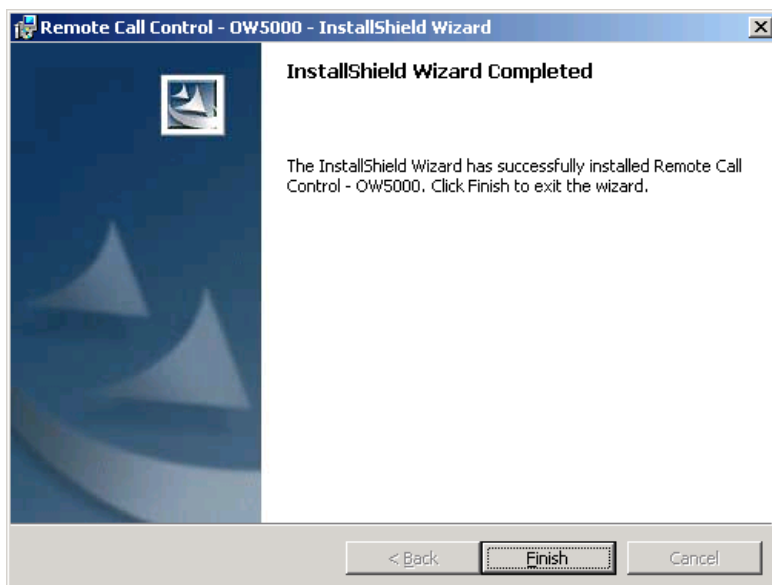 Remote Call Control - OW5000 - InstallShield Wizard
InstallShield Wizard Completed
The InstallShield Wizard has successfully installed Remote Call
Control - OW5000. Click Finish to exit the wizard.
< Back
Finish
Cancel